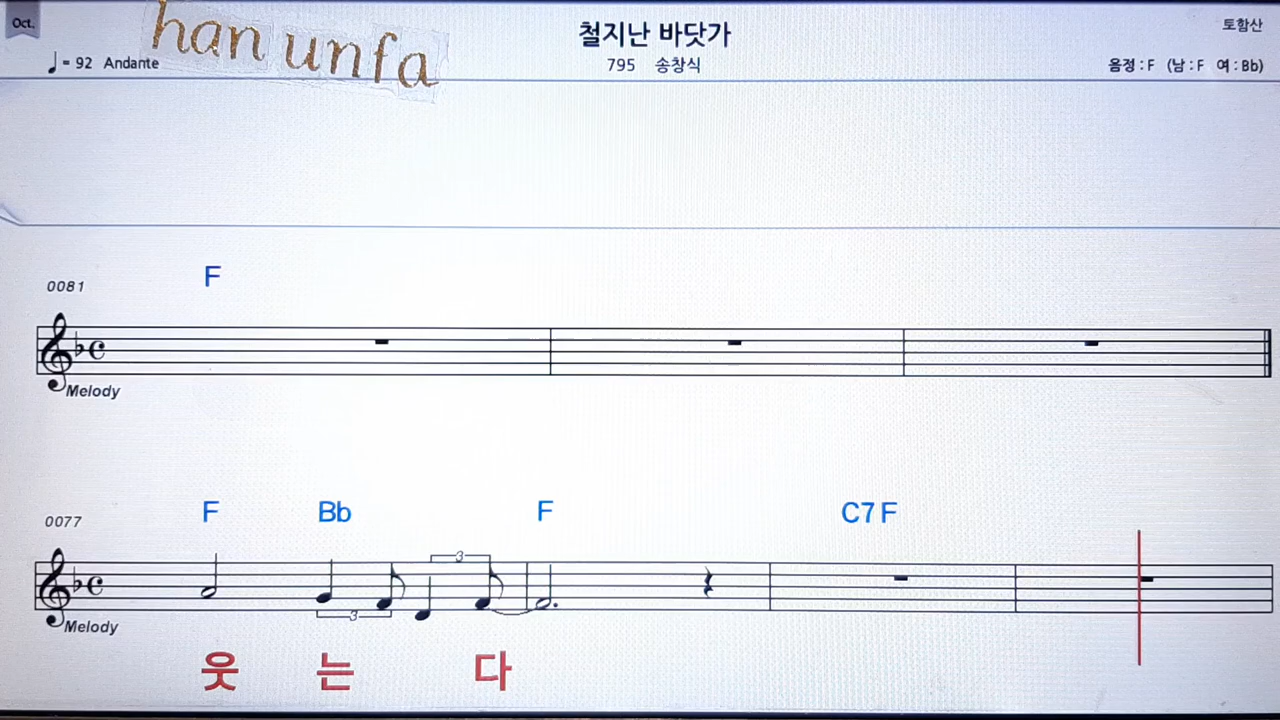 Oct.
han unfa
철지난 바닷가
토함산
♩= 92 Andante
795 송창식
음정 : F (남 : F 여 : Bb)
F
0081
Melody
F Bb F C7 F
0077
3
3
Melody
웃 는 다